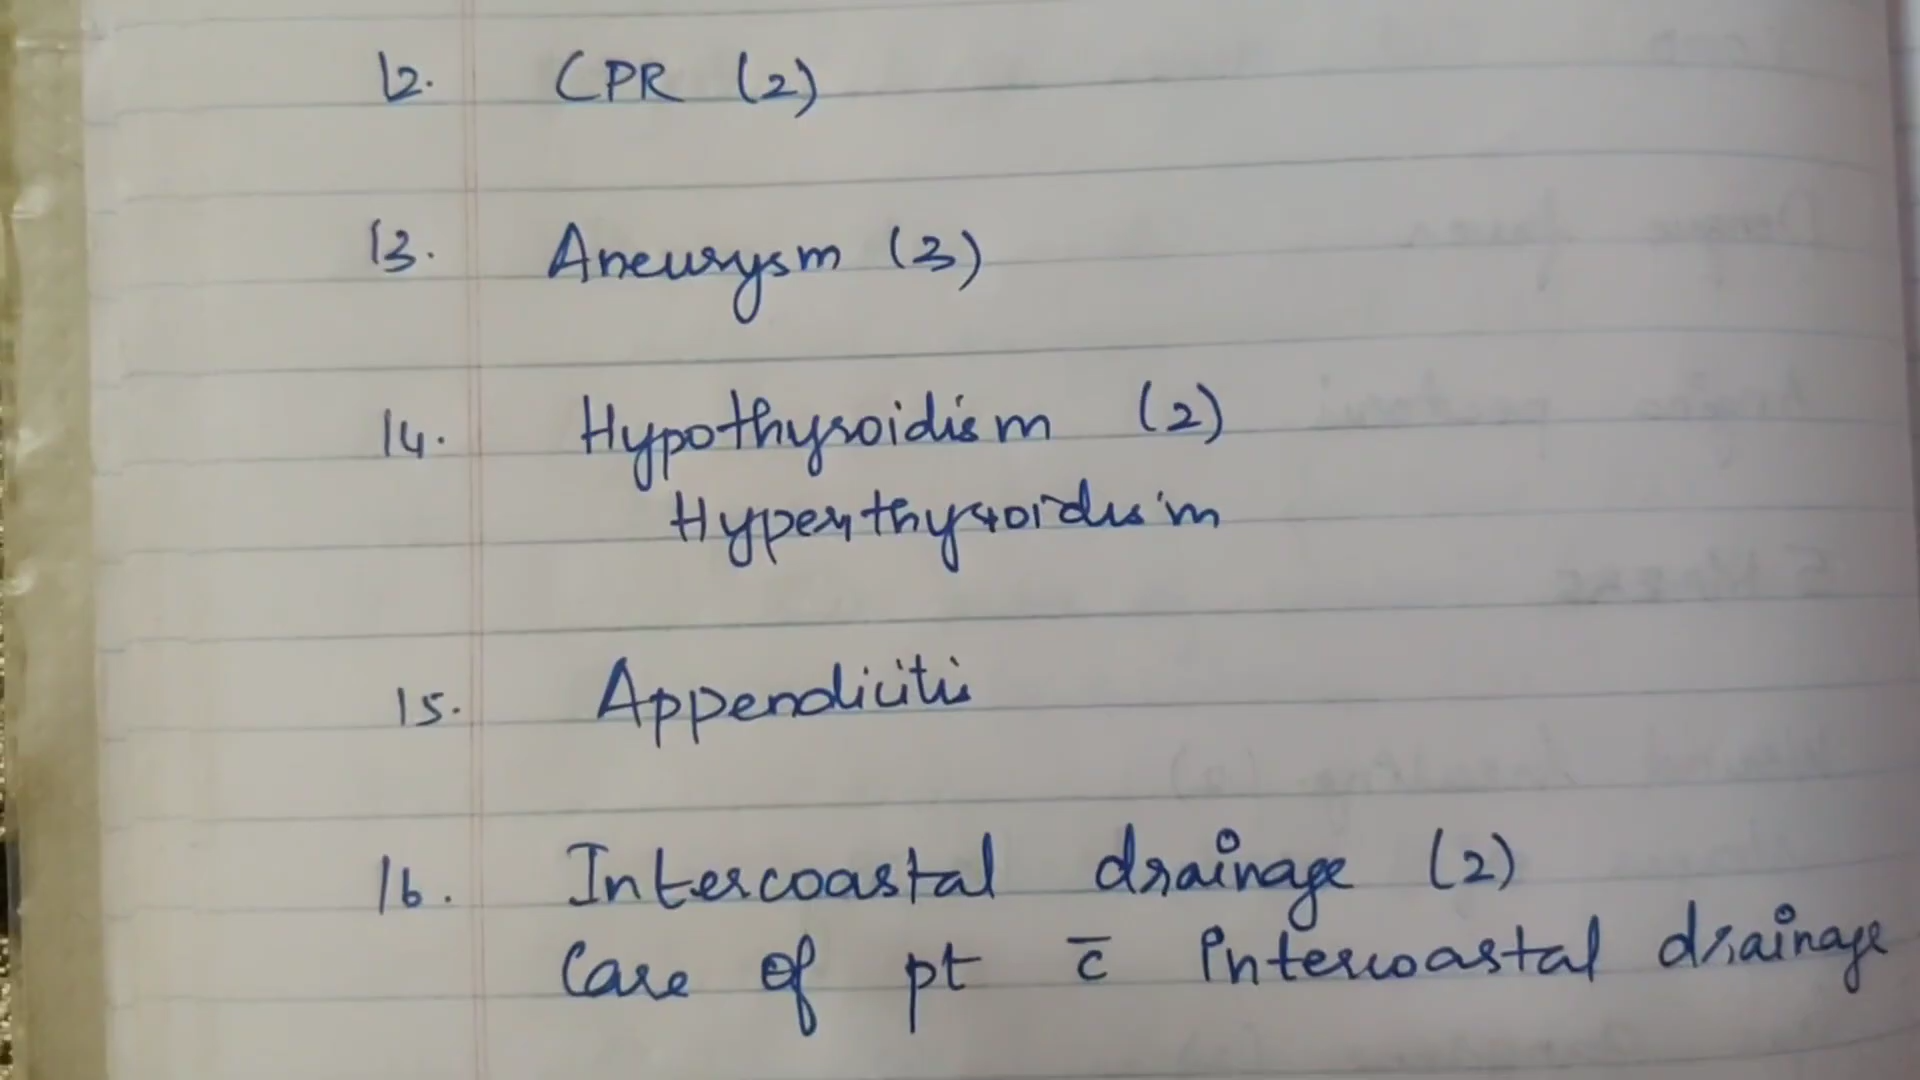 12. CPR (2)
13. Aneurysm (3)
14. Hypothyroidism (2)
Hyperthyroidism
15. Appendicitis
16. Intercoastal drainage (2)
Care of pt c̄ intercoastal drainage